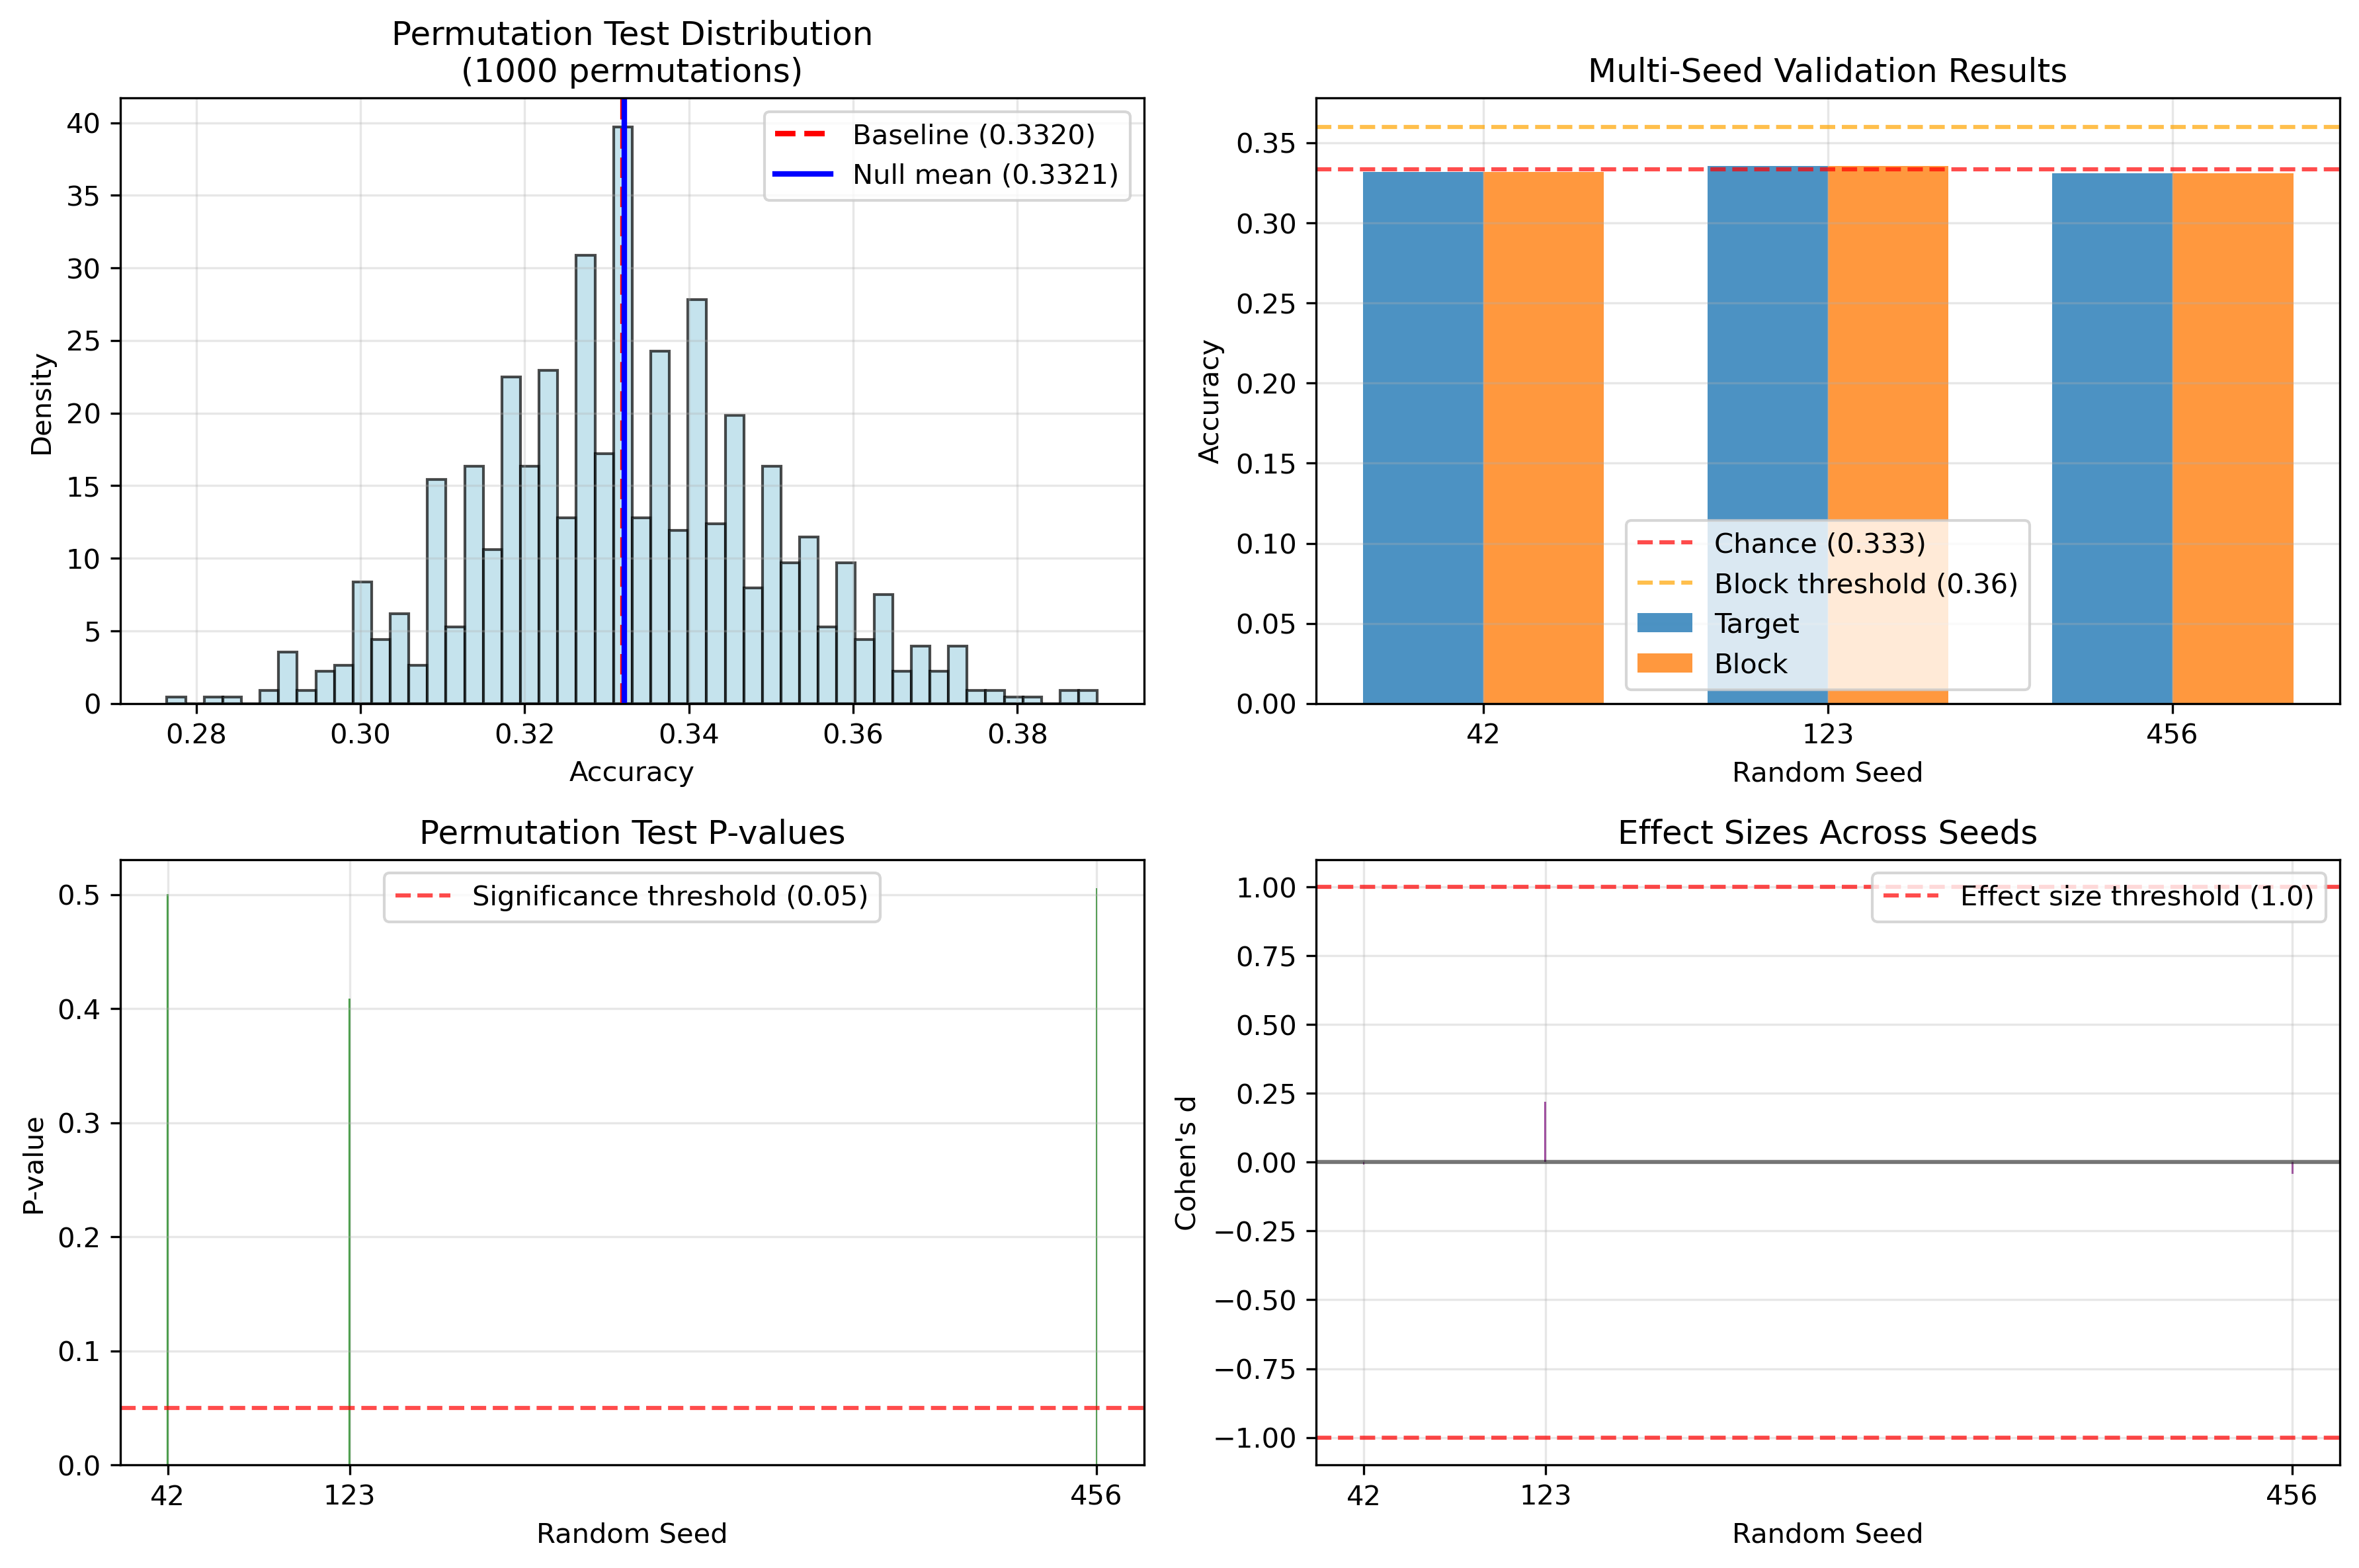 Permutation Test Distribution
(1000 permutations)
40
35
30
25
20
15
10
5
0
Density
0.28
0.30
0.32
0.34
0.36
0.38
Accuracy
Baseline (0.3320)
Null mean (0.3321)
Multi-Seed Validation Results
0.35
0.30
0.25
0.20
0.15
0.10
0.05
0.00
Accuracy
Chance (0.333)
Block threshold (0.36)
Target
Block
42
123
456
Random Seed
Permutation Test P-values
0.5
0.4
0.3
0.2
0.1
0.0
P-value
Significance threshold (0.05)
42
123
456
Random Seed
Effect Sizes Across Seeds
1.00
0.75
0.50
0.25
0.00
−0.25
−0.50
−0.75
−1.00
Cohen's d
Effect size threshold (1.0)
42
123
456
Random Seed